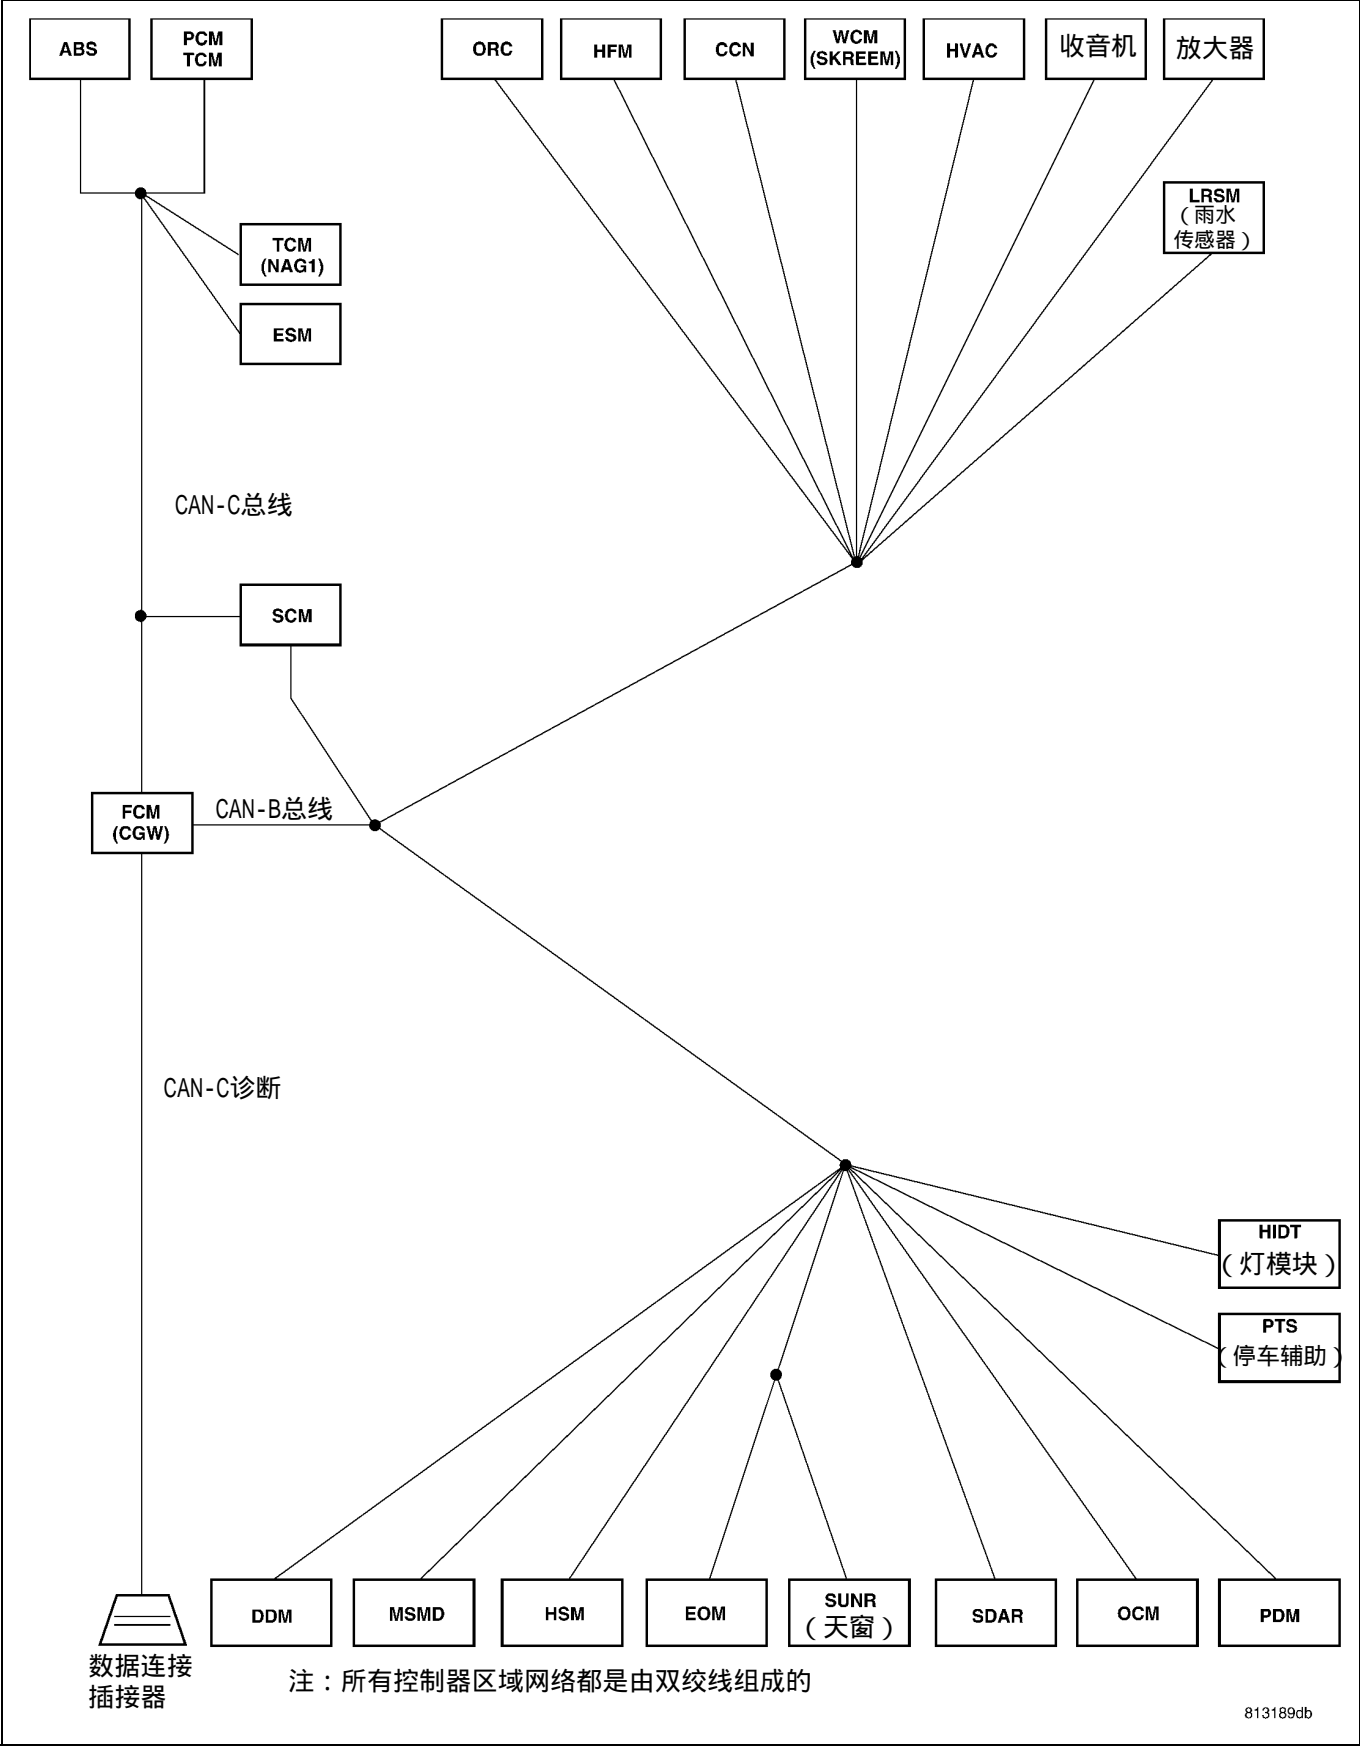 ABS
PCM
TCM
ORC
HFM
CCN
WCM
(SKREEM)
HVAC
收音机
放大器
LRSM
（雨水
传感器）
TCM
(NAG1)
ESM
CAN-C总线
SCM
FCM
(CGW)
CAN-B总线
CAN-C诊断
HIDT
（灯模块）
PTS
（停车辅助）
DDM
MSMD
HSM
EOM
SUNR
（天窗）
SDAR
OCM
PDM
数据连接
插接器
注：所有控制器区域网络都是由双绞线组成的
813189db